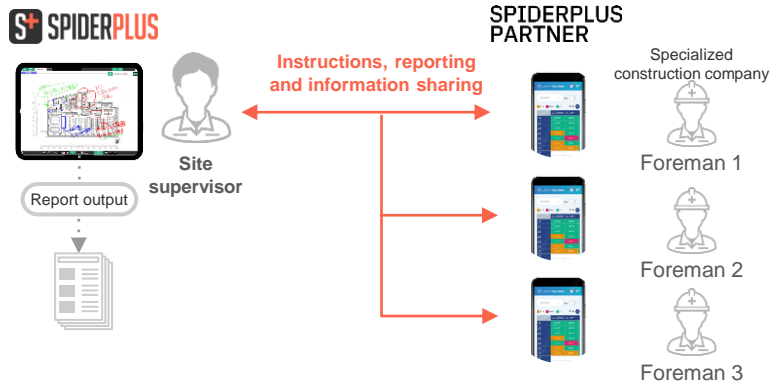 S+ SPIDERPLUS
SPIDERPLUS
PARTNER
Instructions, reporting
and information sharing
Specialized
construction company
Site
supervisor
Report output
Foreman 1
Foreman 2
Foreman 3